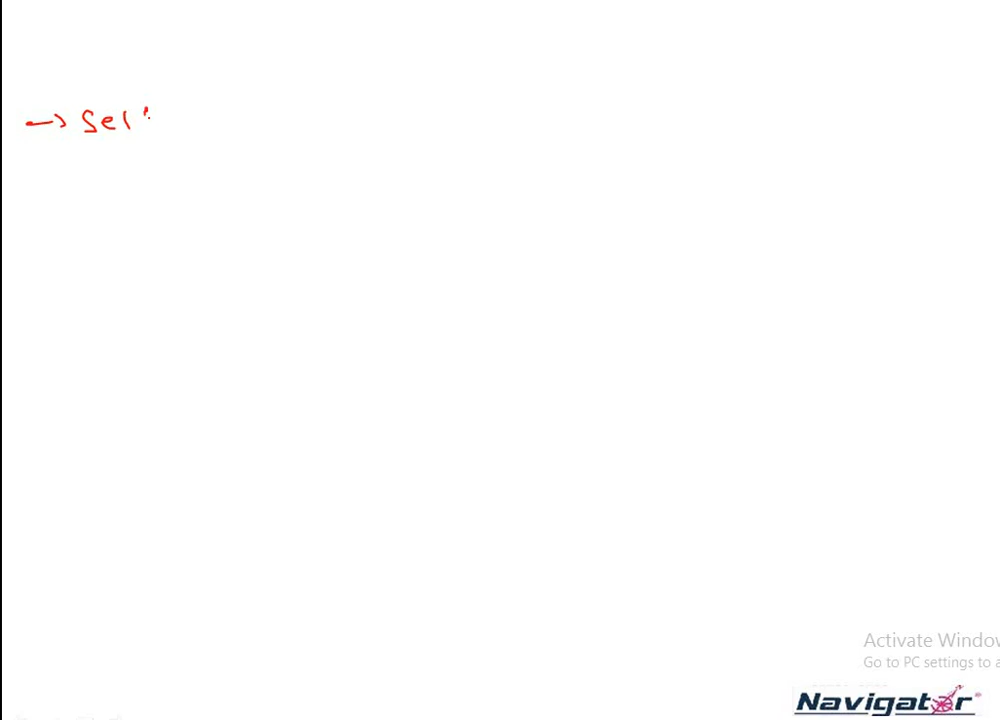 → Sel
Activate Window
Go to PC settings to a
Navigator